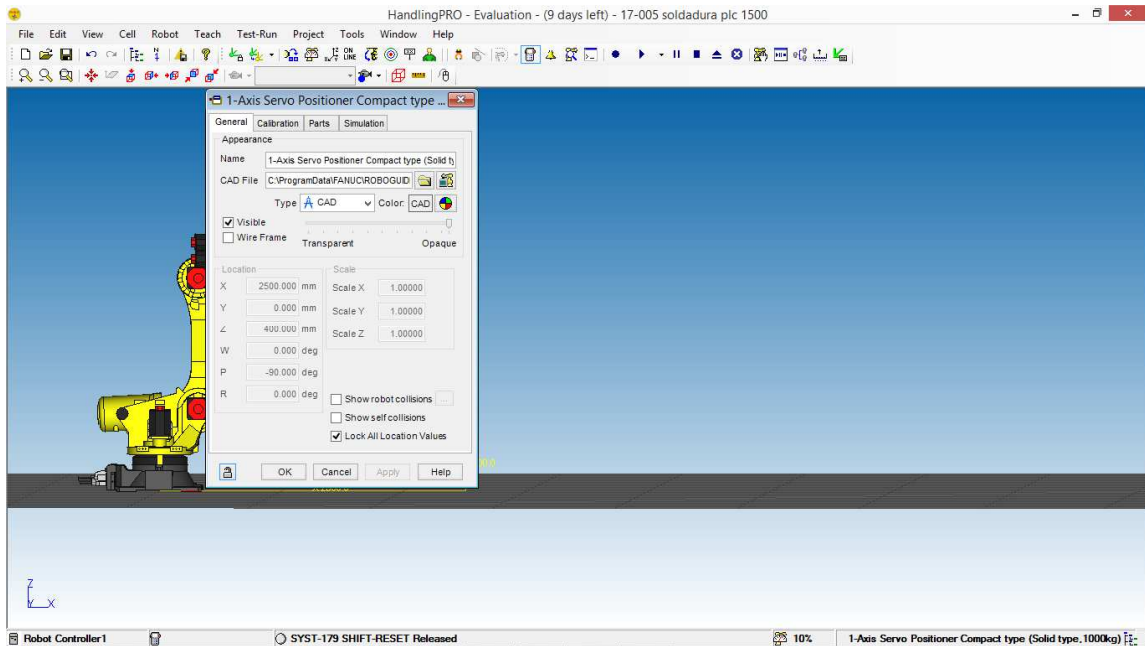 HandlingPRO - Evaluation - (9 days left) - 17-005 soldadura plc 1500
File Edit View Cell Robot Teach Test-Run Project Tools Window Help
1-Axis Servo Positioner Compact type ...
General Calibration Parts Simulation
Appearance
Name 1-Axis Servo Positioner Compact type (Solid ty
CAD File C:\ProgramData\FANUC\ROBOGUID
Type CAD Color: CAD
Visible
Wire Frame Transparent Opaque
Location Scale
X 2500.000 mm Scale X 1.00000
Y 0.000 mm Scale Y 1.00000
Z 400.000 mm Scale Z 1.00000
W 0.000 deg
P -90.000 deg
R 0.000 deg
Show robot collisions ...
Show self collisions
Lock All Location Values
OK Cancel Apply Help
Z
Y X
Robot Controller1 SYST-179 SHIFT-RESET Released 10% 1-Axis Servo Positioner Compact type (Solid type,1000kg)